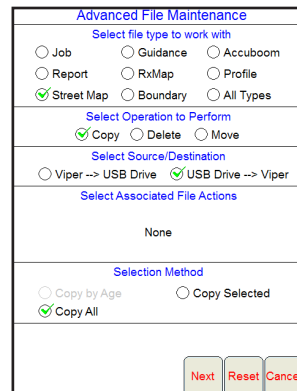 Advanced File Maintenance
Select file type to work with
Job Guidance Accuboom
Report RxMap Profile
Street Map Boundary All Types
Select Operation to Perform
Copy Delete Move
Select Source/Destination
Viper --> USB Drive USB Drive --> Viper
Select Associated File Actions
None
Selection Method
Copy by Age Copy Selected
Copy All
Next Reset Cance